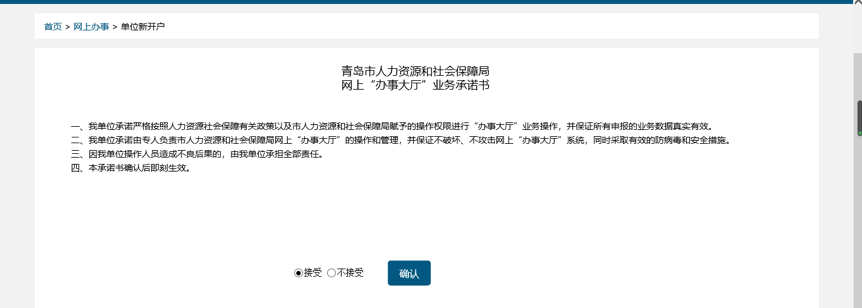 首页 > 网上办事 > 单位新开户
青岛市人力资源和社会保障局
网上“办事大厅”业务承诺书
一、我单位承诺严格按照人力资源社会保障有关政策以及市人力资源和社会保障局赋予的操作权限进行“办事大厅”业务操作，并保证所有申报的业务数据真实有效。
二、我单位承诺由专人负责市人力资源和社会保障局网上“办事大厅”的操作和管理，并保证不破坏、不攻击网上“办事大厅”系统，同时采取有效的防病毒和安全措施。
三、因我单位操作人员造成不良后果的，由我单位承担全部责任。
四、本承诺书确认后即刻生效。
接受 不接受 确认